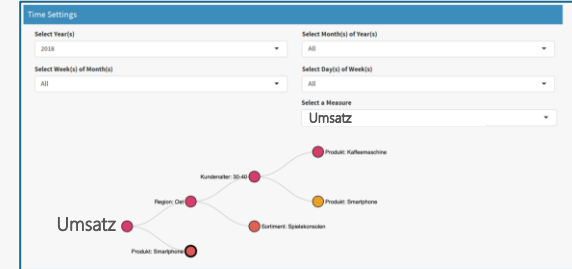 Time Settings
Select Year(s) Select Month(s) of Year(s)
2018 All
Select Week(s) of Month(s) Select Day(s) of Week(s)
All All
Select a Measure
Umsatz
Produkt: Kaffeemaschine
Kundenalter: 30-40
Region: Ost Produkt: Smartphone
Umsatz Sortiment: Spielekonsolen
Produkt: Smartphone